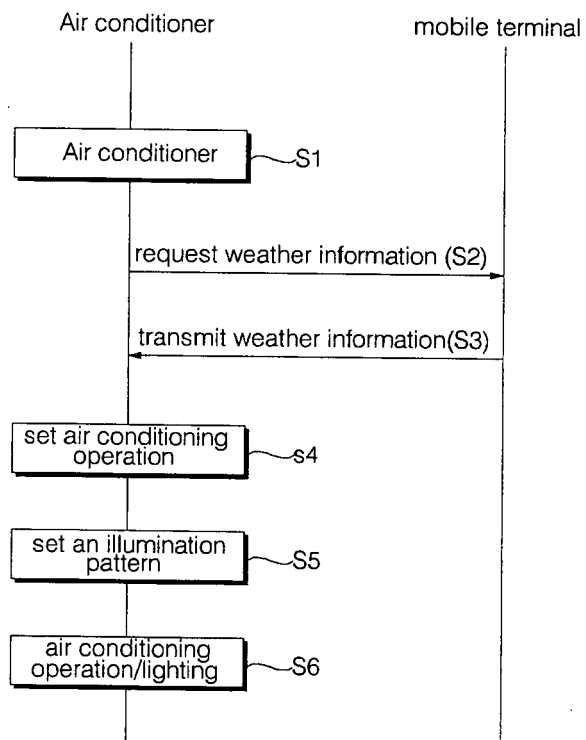 Air conditioner
mobile terminal
Air conditioner
S1
request weather information (S2)
transmit weather information(S3)
set air conditioning
operation
s4
set an illumination
pattern
S5
air conditioning
operation/lighting
S6